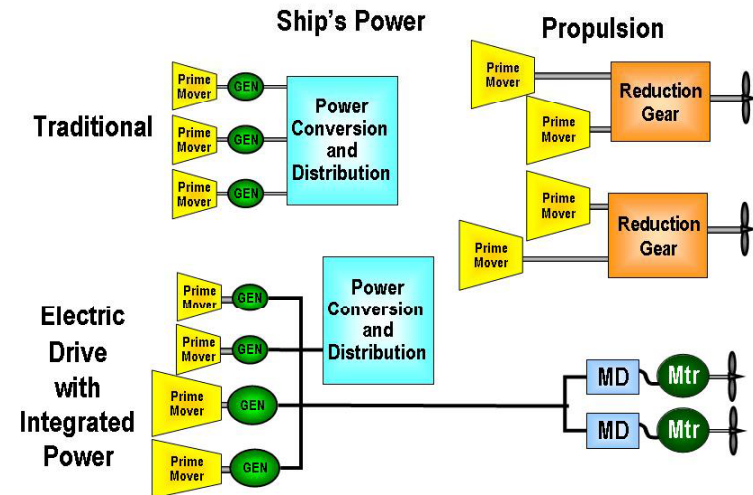 Ship's Power
Propulsion
Traditional
Prime
Mover
GEN
Prime
Mover
GEN
Prime
Mover
GEN
Power
Conversion
and
Distribution
Prime
Mover
Prime
Mover
Reduction
Gear
Prime
Mover
Prime
Mover
Reduction
Gear
Electric
Drive
with
Integrated
Power
Prime
Mover
GEN
Prime
Mover
GEN
Prime
Mover
GEN
Prime
Mover
GEN
Power
Conversion
and
Distribution
MD
Mtr
MD
Mtr